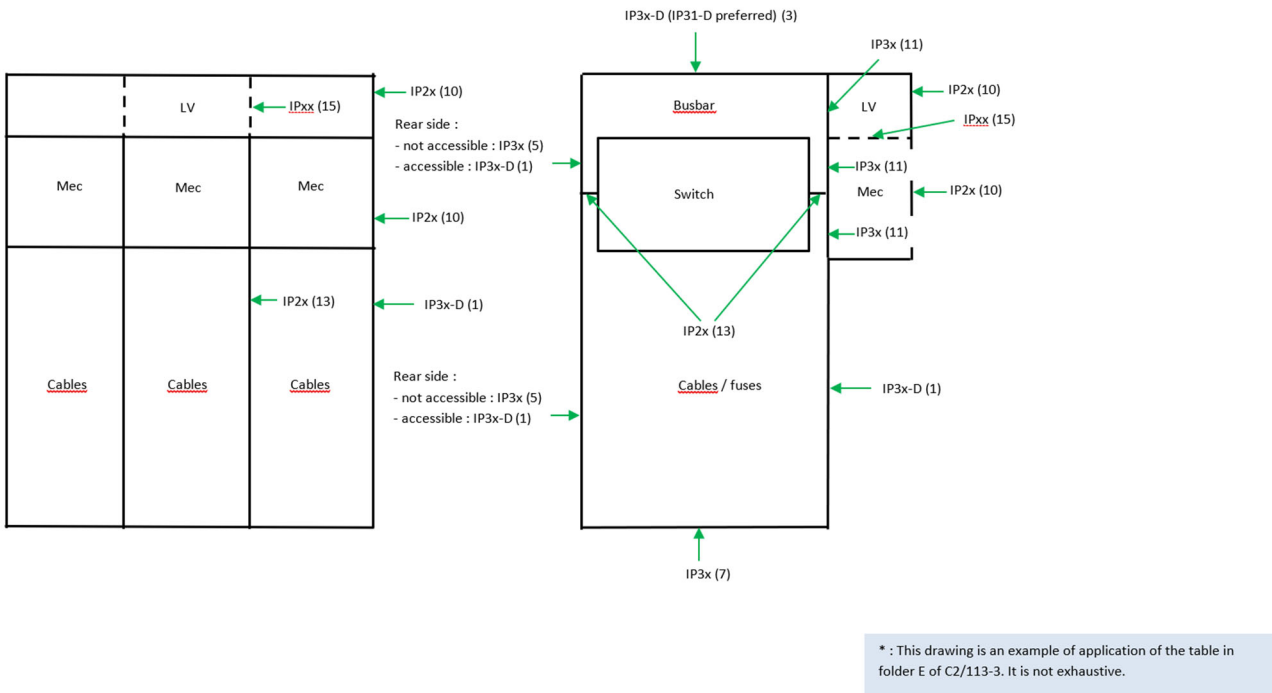 IP3x-D (IP31-D preferred) (3)
IP3x (11)
IP2x (10)
LV
IPxx (15)
Rear side :
- not accessible : IP3x (5)
- accessible : IP3x-D (1)
Busbar
LV
IP2x (10)
IPxx (15)
Mec
Mec
Mec
IP2x (10)
Switch
IP3x (11)
Mec
IP2x (10)
IP3x (11)
IP2x (13)
IP3x-D (1)
IP2x (13)
Cables
Cables
Cables
Rear side :
- not accessible : IP3x (5)
- accessible : IP3x-D (1)
Cables / fuses
IP3x-D (1)
IP3x (7)
* : This drawing is an example of application of the table in
folder E of C2/113-3. It is not exhaustive.